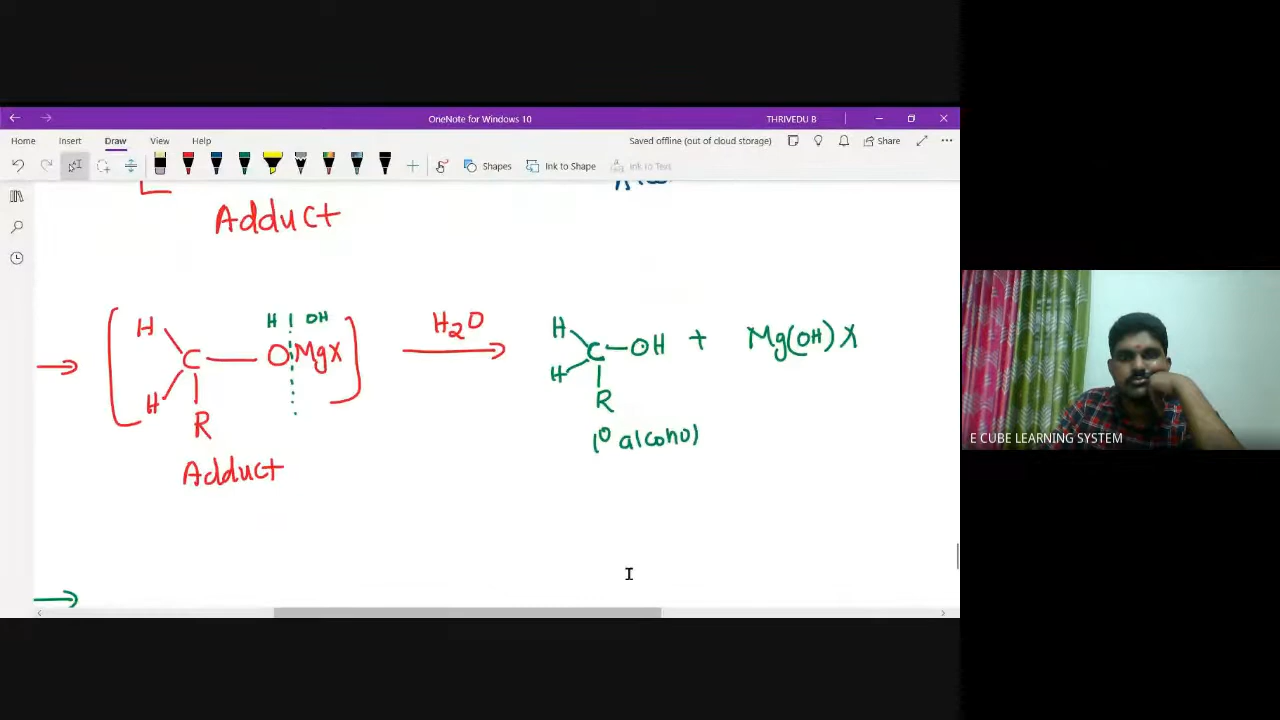 OneNote for Windows 10
THRIVEDU B
Home Insert Draw View Help
Saved offline (out of cloud storage)
Share
Shapes
Ink to Shape
Ink to Text
Adduct
H H OH
C — OMgX
H
R
Adduct
H2O
H
C — OH + Mg(OH)X
H
R
1° alcohol
E CUBE LEARNING SYSTEM